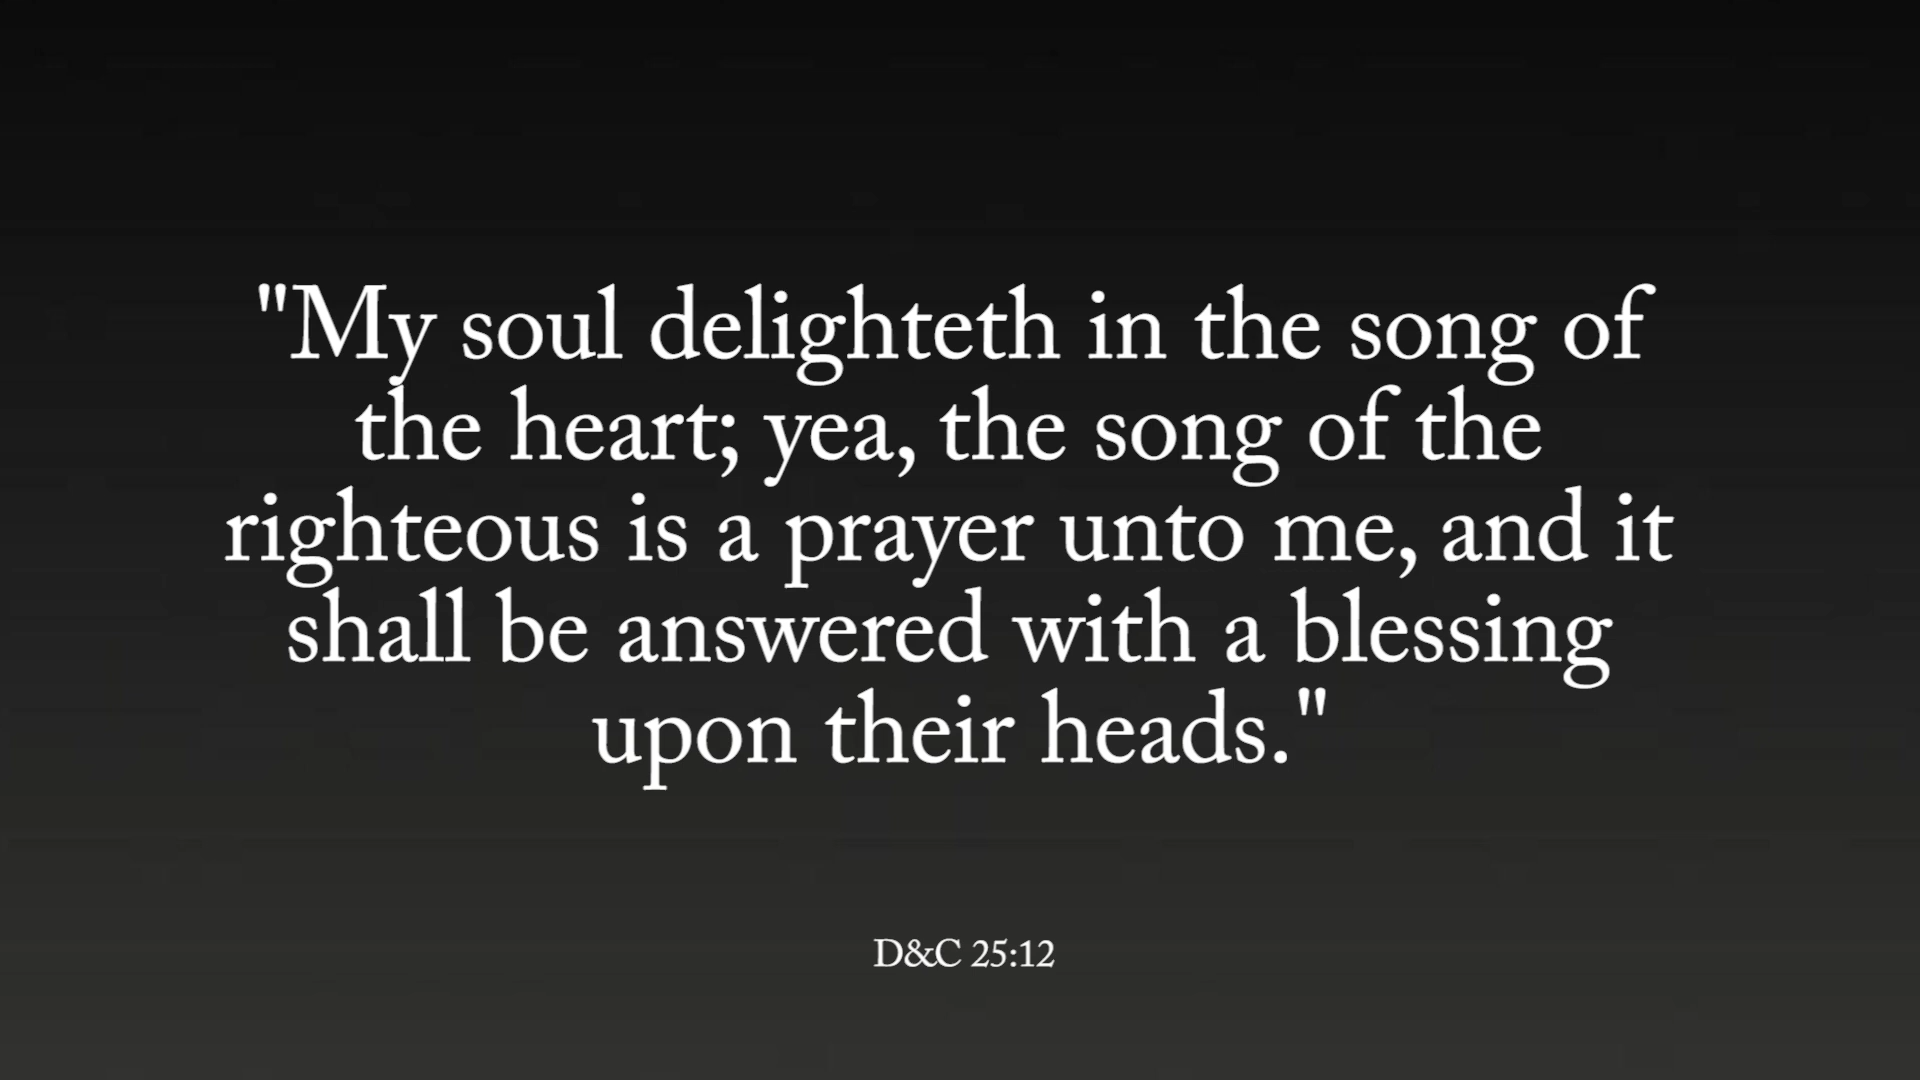 "My soul delighteth in the song of
the heart; yea, the song of the
righteous is a prayer unto me, and it
shall be answered with a blessing
upon their heads."
D&C 25:12